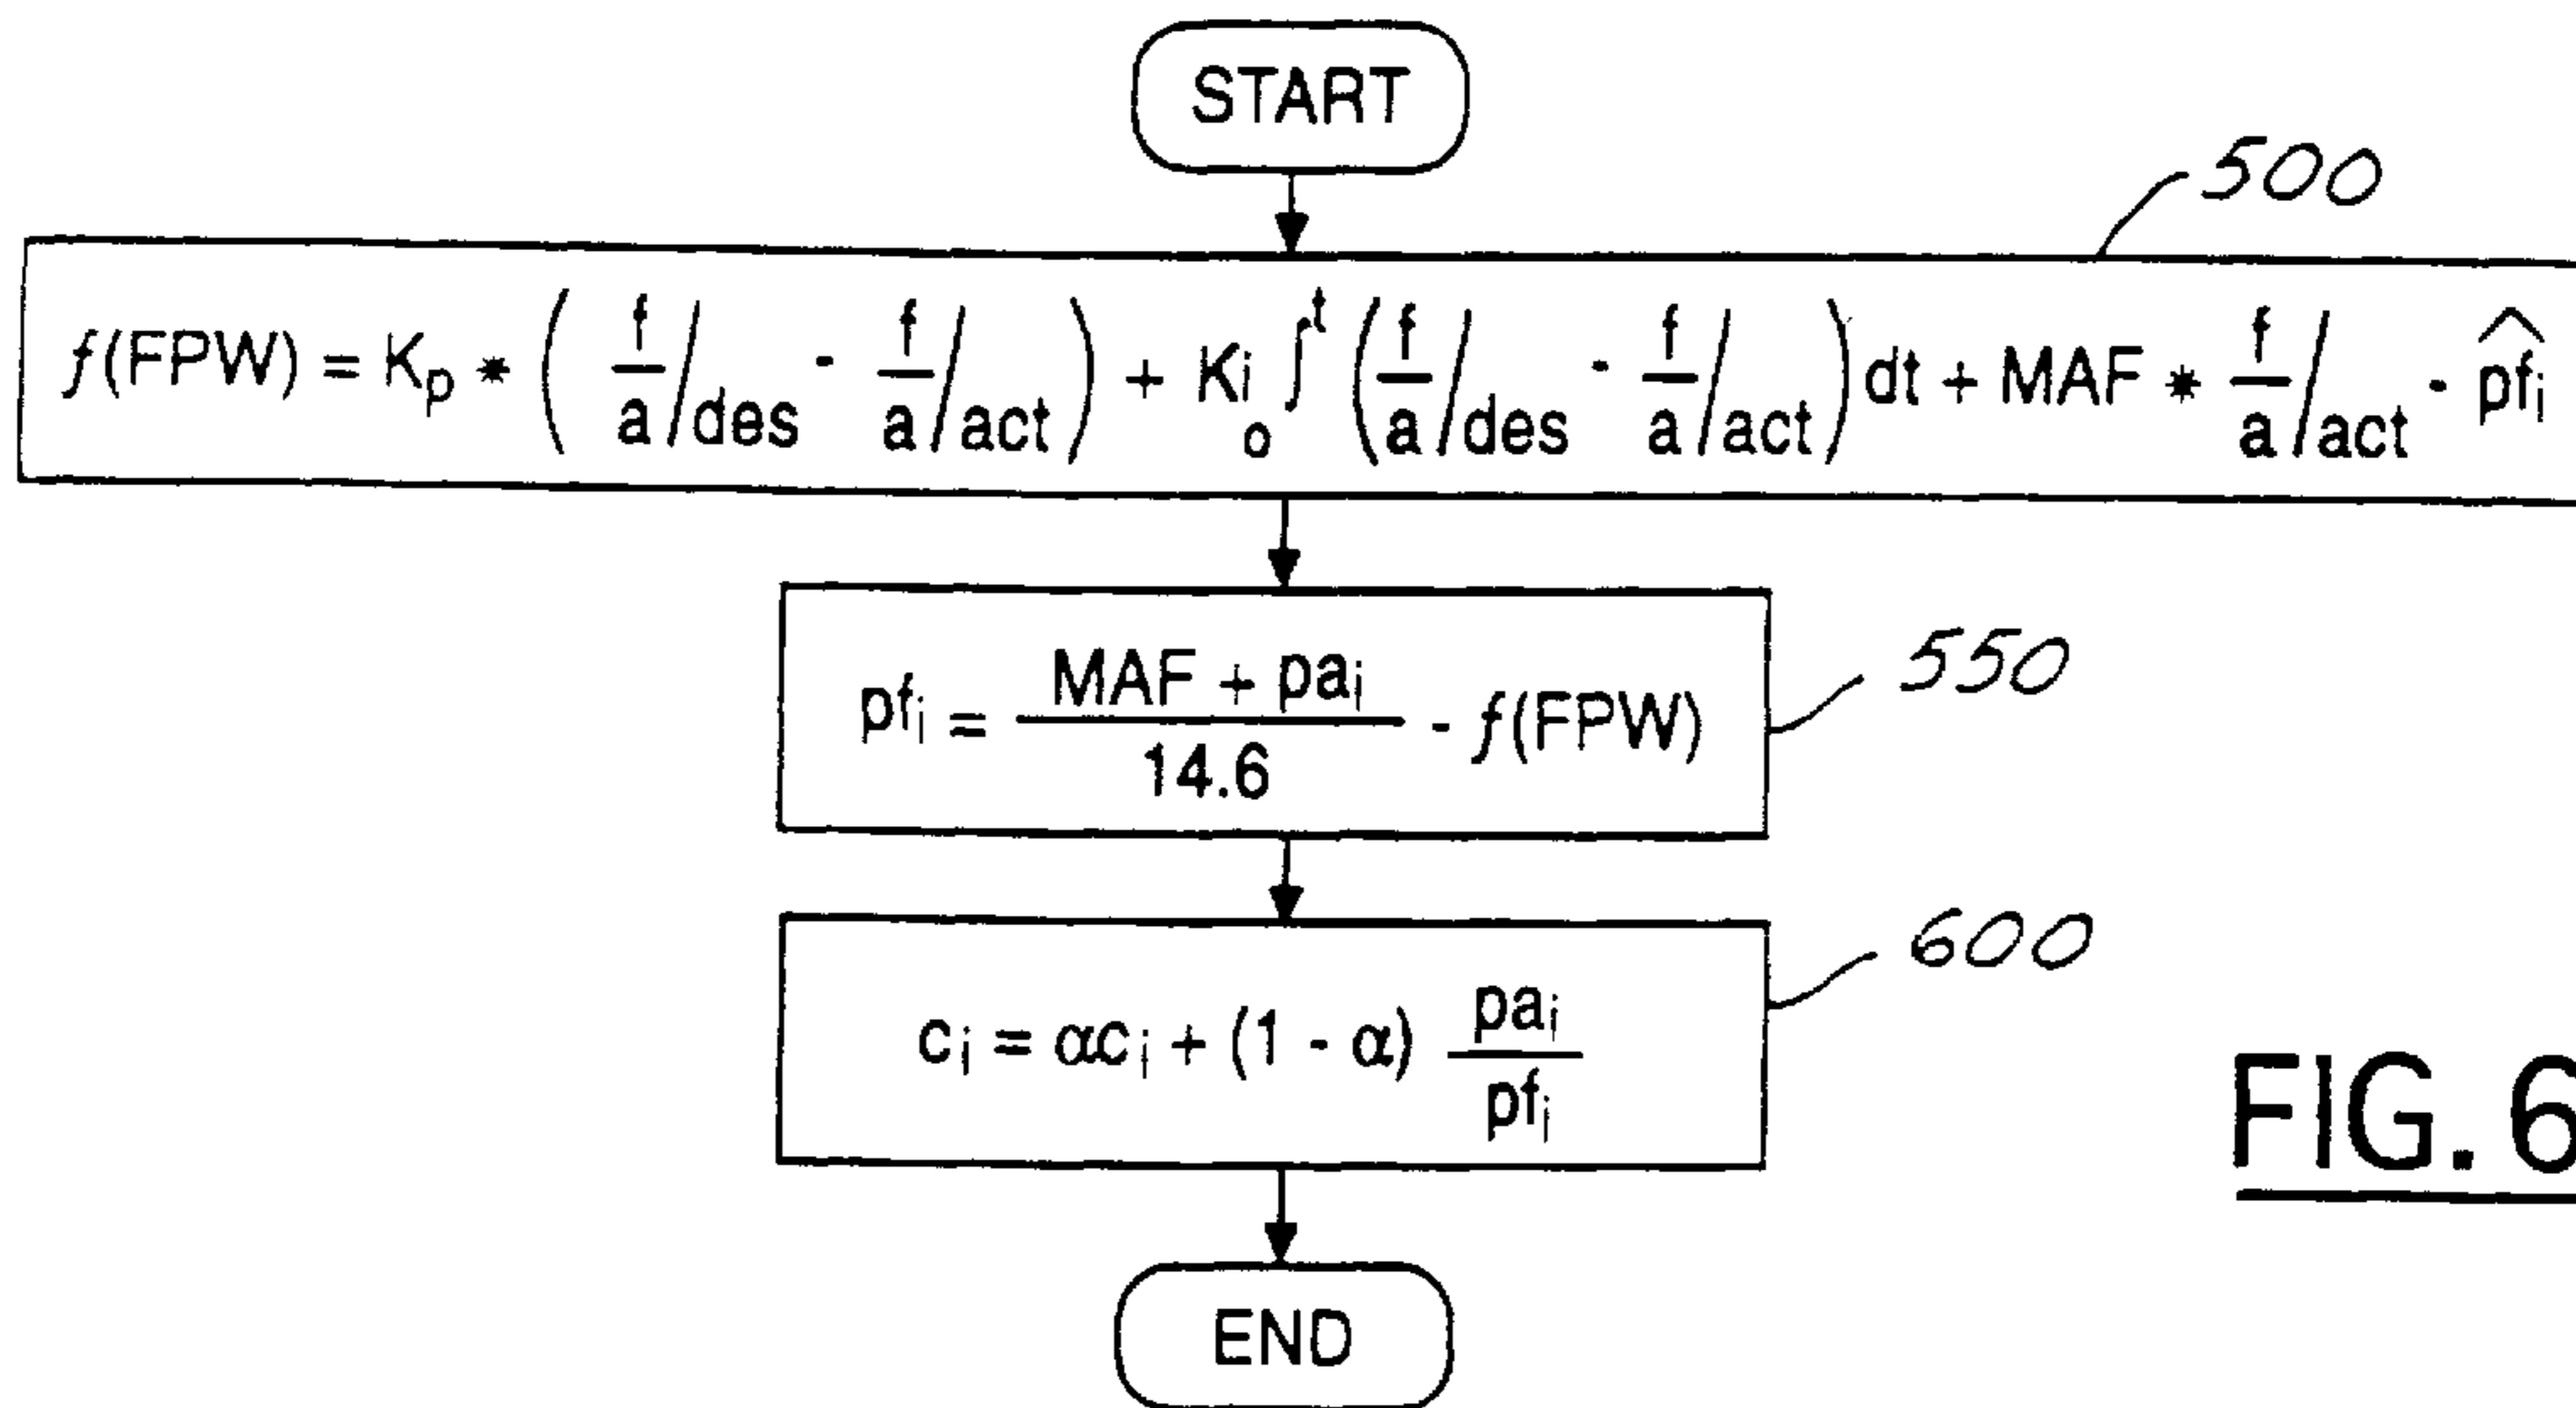 START
500
f(FPW) = Kp * ( f/a /des - f/a /act ) + Ki o∫t ( f/a /des - f/a /act ) dt + MAF * f/a /act - p̂fi
pfi = MAF + pai / 14.6 - f(FPW)
550
ci = αci + (1 - α) pai / pfi
600
END
FIG. 6